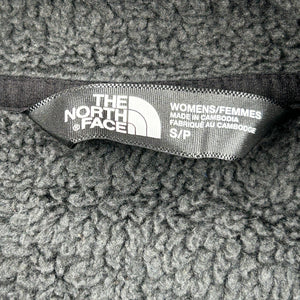 THE
NORTH
FACE
WOMENS/FEMMES
MADE IN CAMBODIA
FABRIQUÉ AU CAMBODGE
S/P